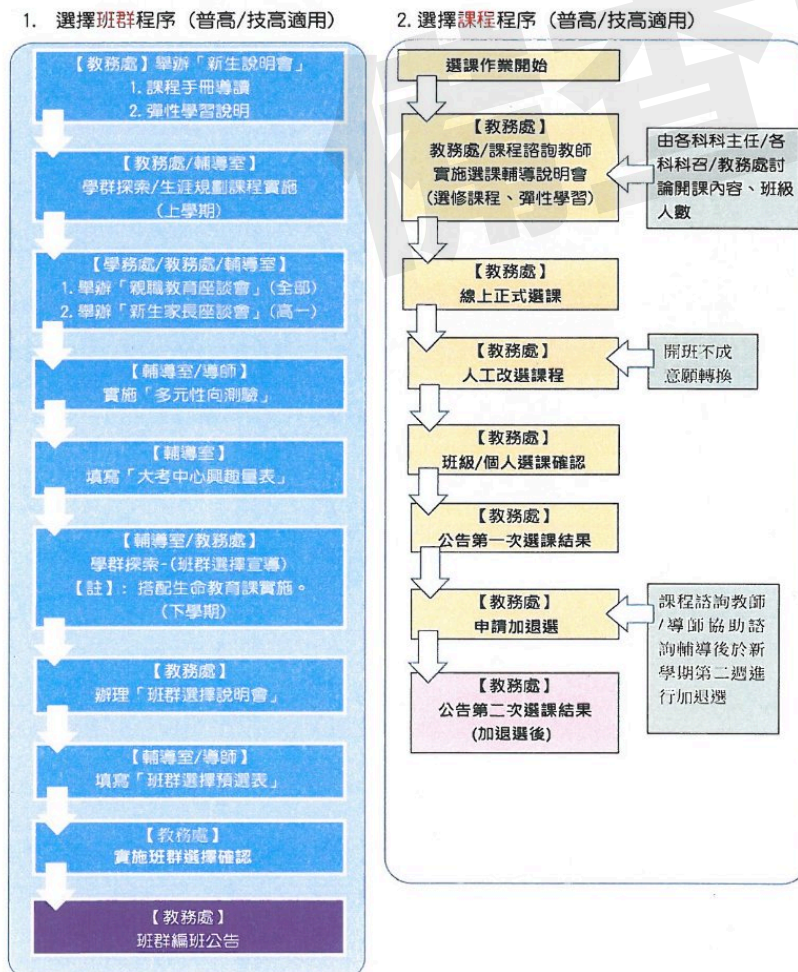 1. 選擇班群程序 (普高/技高適用)
【教務處】舉辦「新生說明會」
1. 課程手冊導讀
2. 彈性學習說明
【教務處/輔導室】
學群探索/生涯規劃課程實施
(上學期)
【學務處/教務處/輔導室】
1. 舉辦「親職教育座談會」(全部)
2. 舉辦「新生家長座談會」(高一)
【輔導室/導師】
實施「多元性向測驗」
【輔導室】
填寫「大考中心興趣量表」
【輔導室/教務處】
學群探索-(班群選擇宣導)
【註】: 搭配生命教育課實施。
(下學期)
【教務處】
辦理「班群選擇說明會」
【輔導室/導師】
填寫「班群選擇預選表」
【教務處】
實施班群選擇確認
【教務處】
班群編班公告
2. 選擇課程程序 (普高/技高適用)
選課作業開始
【教務處】
教務處/課程諮詢教師
實施選課輔導說明會
(選修課程、彈性學習)
由各科科主任/各
科科召/教務處討
論開課內容、班級
人數
【教務處】
線上正式選課
【教務處】
人工改選課程
開班不成
意願轉換
【教務處】
班級/個人選課確認
【教務處】
公告第一次選課結果
【教務處】
申請加退選
課程諮詢教師
/導師協助諮
詢輔導後於新
學期第二週進
行加退選
【教務處】
公告第二次選課結果
(加退選後)
備查